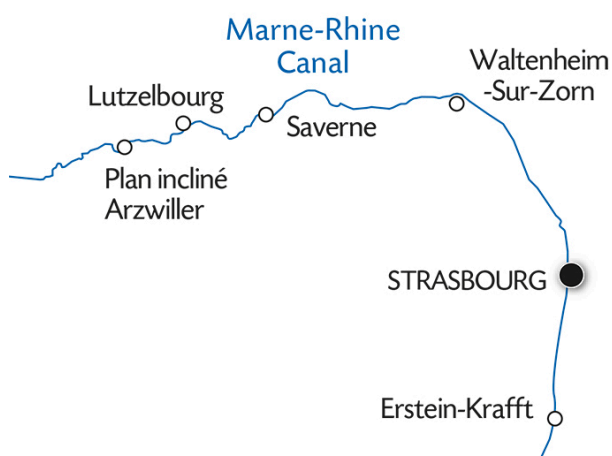 Marne-Rhine
Canal
Waltenheim
-Sur-Zorn
Lutzelbourg
Saverne
Plan incliné
Arzwiller
STRASBOURG
Erstein-Krafft